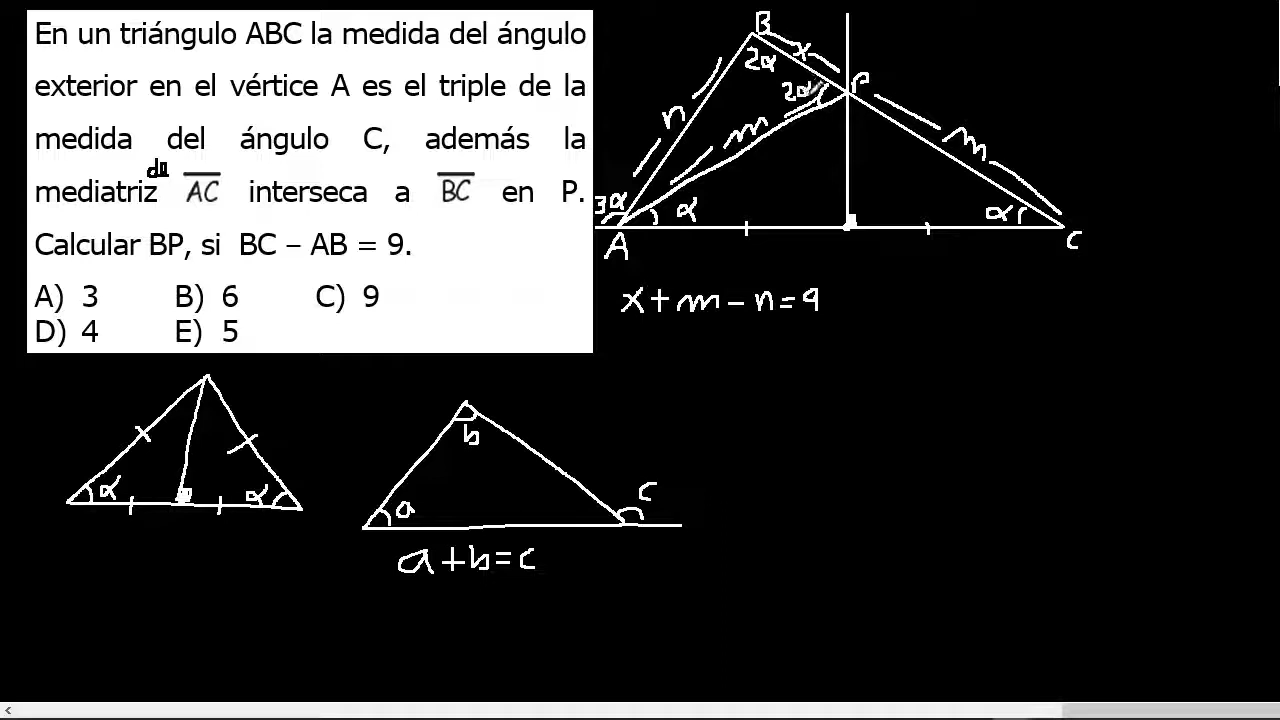 En un triángulo ABC la medida del ángulo
exterior en el vértice A es el triple de la
medida del ángulo C, además la
del
mediatriz AC interseca a BC en P.
Calcular BP, si BC – AB = 9.
A) 3 B) 6 C) 9
D) 4 E) 5
B
x
2α
2α
P
n
m
m
3α
α
α
A
C
x + m - n = 9
α α
b
a
c
a + b = c